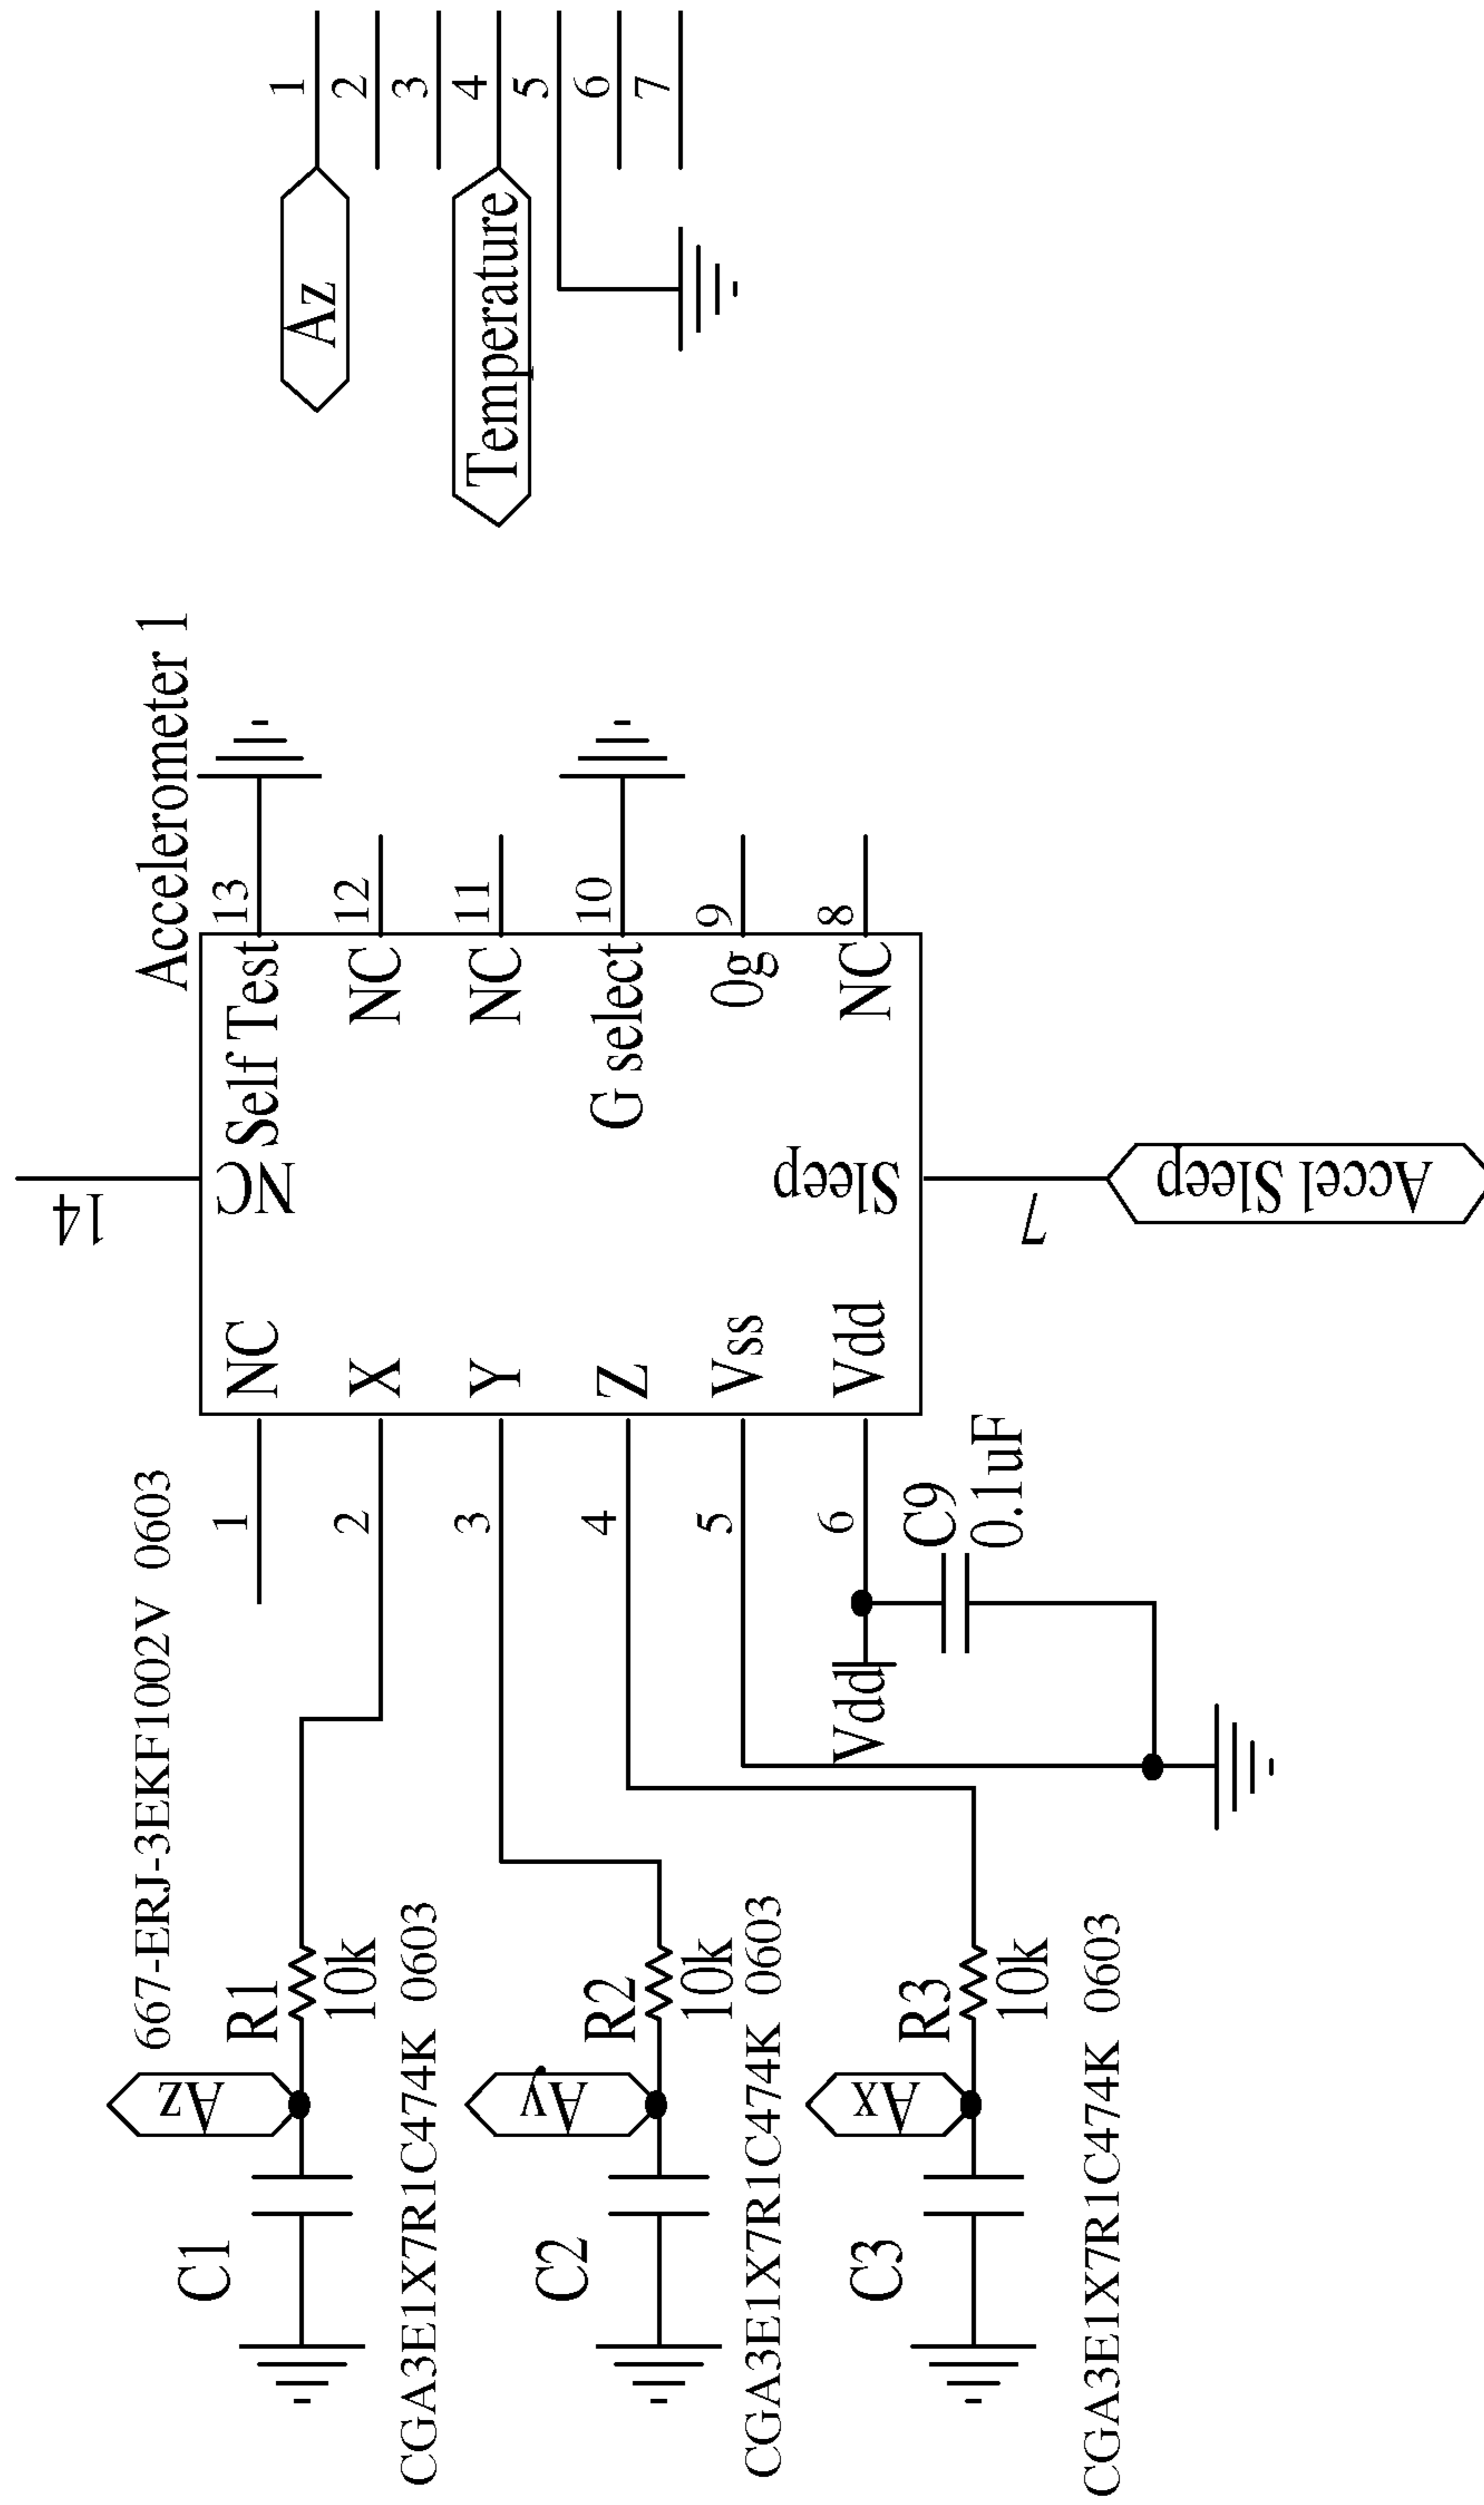 667-ERJ-3EKF1002V 0603
Accelerometer 1
14
NC
1
NC
Self Test
13
2
X
NC
12
3
Y
NC
11
4
Z
G select
10
5
Vss
0g
9
6
Vdd
NC
8
Sleep
7
Accel Sleep
C1
Az
R1
10k
CGA3E1X7R1C474K 0603
C2
Ay
R2
10k
CGA3E1X7R1C474K 0603
C3
Ax
R3
10k
CGA3E1X7R1C474K 0603
Vdd
C9
0.1uF
Az
1
2
3
Temperature
4
5
6
7